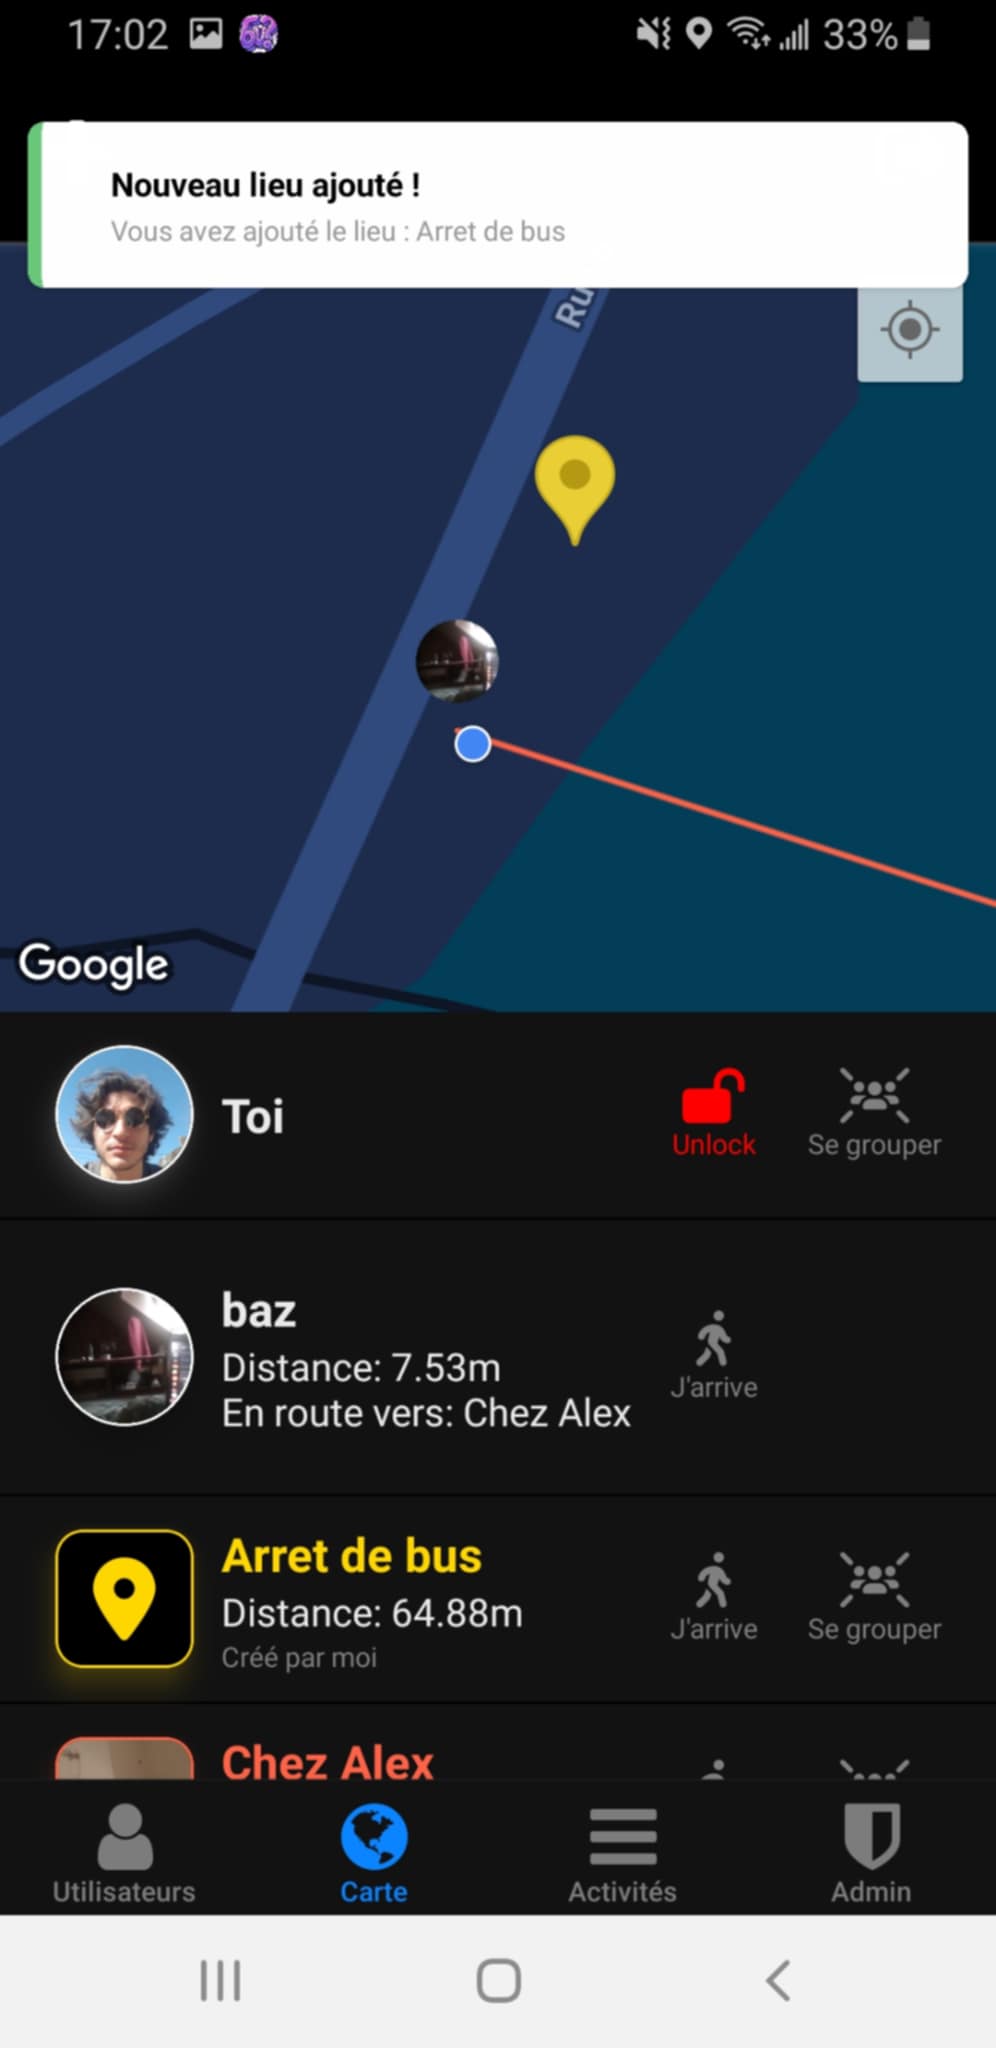 17:02
33%
Nouveau lieu ajouté !
Vous avez ajouté le lieu : Arret de bus
Ru
Google
Toi
Unlock
Se grouper
baz
Distance: 7.53m
En route vers: Chez Alex
J'arrive
Arret de bus
Distance: 64.88m
Créé par moi
J'arrive
Se grouper
Chez Alex
Utilisateurs
Carte
Activités
Admin